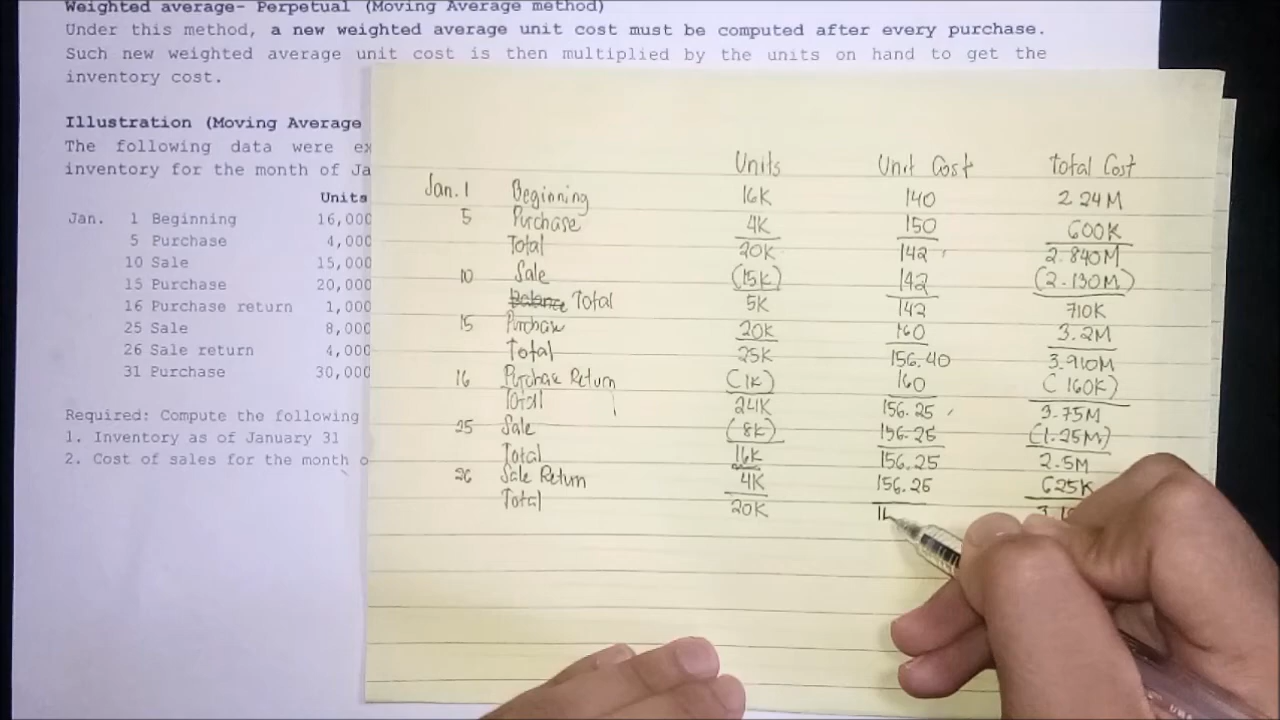 Weighted average- Perpetual (Moving Average method)
Under this method, a new weighted average unit cost must be computed after every purchase.
Such new weighted average unit cost is then multiplied by the units on hand to get the
inventory cost.
Illustration (Moving Average
The following data were ex
inventory for the month of Ja
Units
Jan. 1 Beginning 16,000
5 Purchase 4,000
10 Sale 15,000
15 Purchase 20,000
16 Purchase return 1,000
25 Sale 8,000
26 Sale return 4,000
31 Purchase 30,000
Required: Compute the following
1. Inventory as of January 31
2. Cost of sales for the month o
Units Unit Cost Total Cost
Jan. 1 Beginning 16K 140 2.24M
5 Purchase 4K 150 600K
Total 20K 142 2.840M
10 Sale (15K) 142 (2.130M)
Balance Total 5K 142 710K
15 Purchase 20K 160 3.2M
Total 25K 156.40 3.910M
16 Purchase Return (1K) 160 (160K)
Total 24K 156.25 3.75M
25 Sale (8K) 156.25 (1.25M)
Total 16K 156.25 2.5M
26 Sale Return 4K 156.25 625K
Total 20K